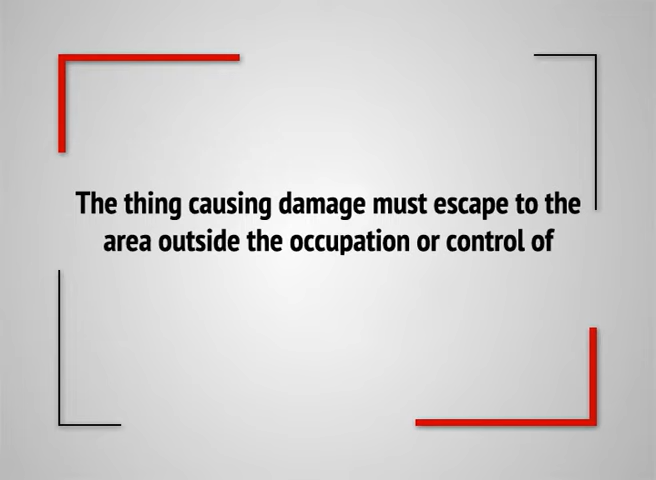 The thing causing damage must escape to the
area outside the occupation or control of